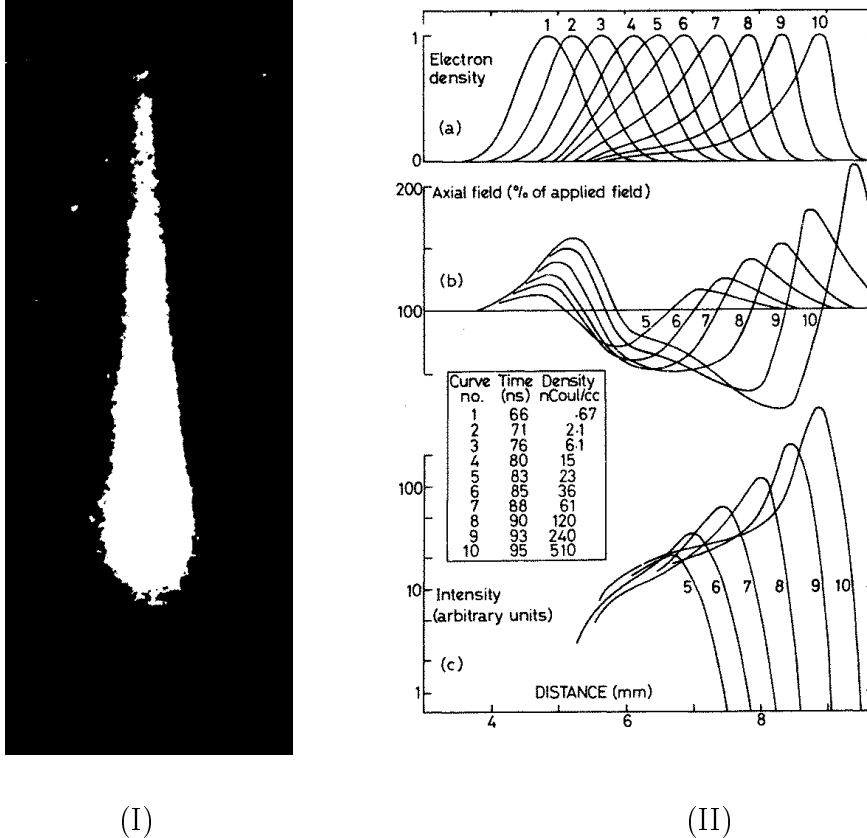 1 2 3 4 5 6 7 8 9 10
1
Electron
density
(a)
0
200
Axial field (% of applied field)
(b)
100
5 6 7 8 9 10
Curve Time Density
no. (ns) nCoul/cc
1 66 .67
2 71 2·1
3 76 6·1
4 80 15
5 83 23
6 85 36
7 88 61
8 90 120
9 93 240
10 95 510
100
10
Intensity
(arbitrary units)
5 6 7 8 9 10
(c)
1
DISTANCE (mm)
4 6 8
(I) (II)